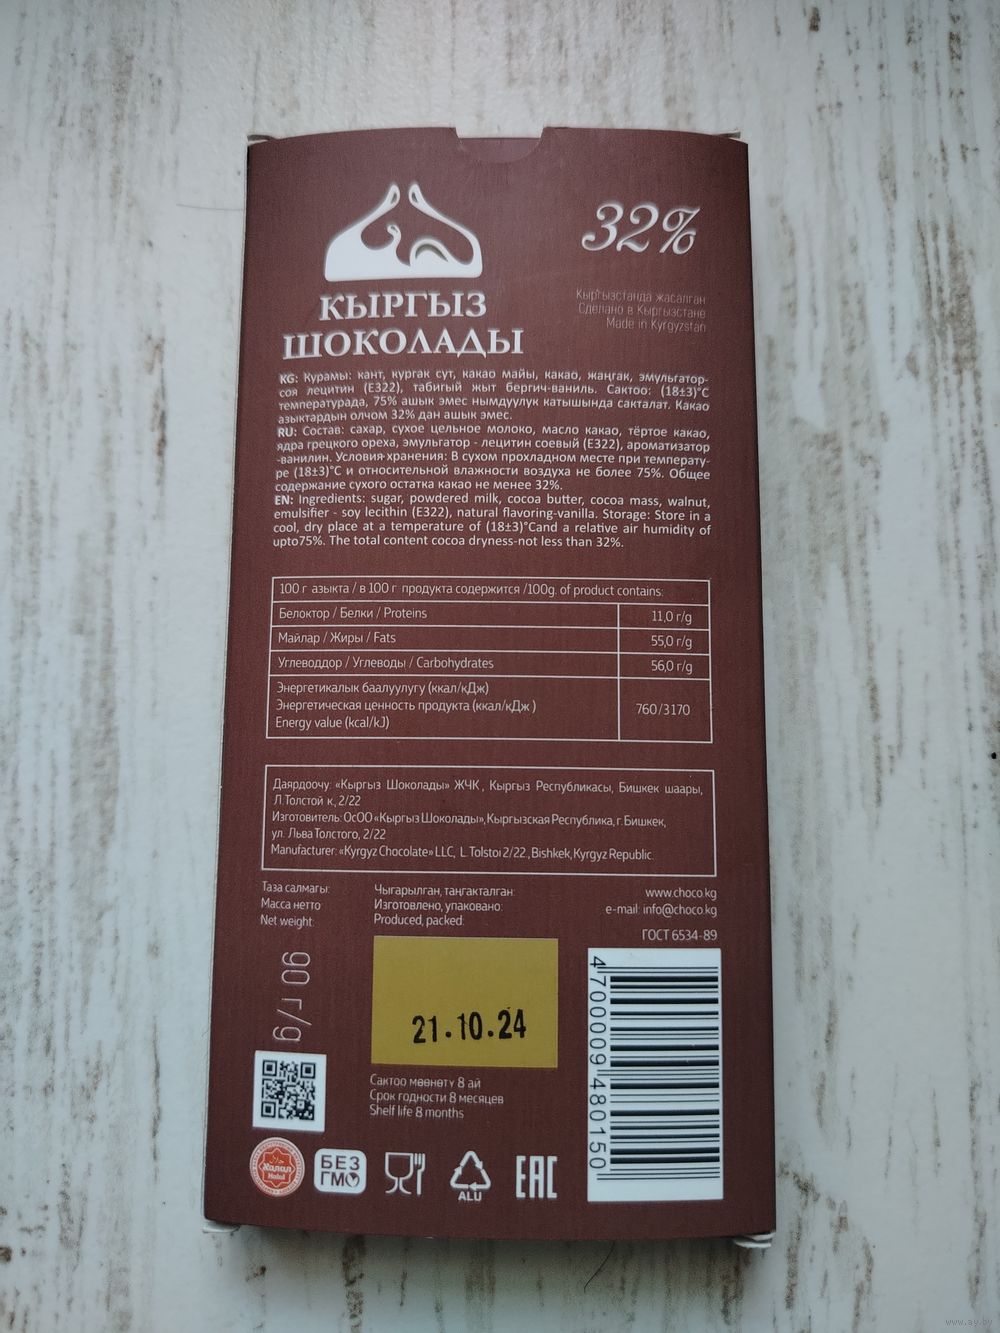 32%
КЫРГЫЗ
ШОКОЛАДЫ
Кыргызстанда жасалган
Сделано в Кыргызстане
Made in Kyrgyzstan
KG: Курамы: кант, кургак сут, какао майы, какао, жаңгак, эмульгатор-
соя лецитин (Е322), табигый жыт бергич-ваниль. Сактоо: (18±3)°C
температурада, 75% ашык эмес нымдуулук катышында сакталат. Какао
азыктардын олчом 32% дан ашык эмес.
RU: Состав: сахар, сухое цельное молоко, масло какао, тёртое какао,
ядра грецкого ореха, эмульгатор - лецитин соевый (Е322), ароматизатор
-ванилин. Условия хранения: В сухом прохладном месте при температу-
ре (18±3)°C и относительной влажности воздуха не более 75%. Общее
содержание сухого остатка какао не менее 32%.
EN: Ingredients: sugar, powdered milk, cocoa butter, cocoa mass, walnut,
emulsifier - soy lecithin (E322), natural flavoring-vanilla. Storage: Store in a
cool, dry place at a temperature of (18±3)°Cand a relative air humidity of
upto75%. The total content cocoa dryness-not less than 32%.
100 г азыкта / в 100 г продукта содержится /100g. of product contains:
Белоктор / Белки / Proteins 11,0 г/g
Майлар / Жиры / Fats 55,0 г/g
Углеводдор / Углеводы / Carbohydrates 56,0 г/g
Энергетикалык баалуулугу (ккал/кДж)
Энергетическая ценность продукта (ккал/кДж ) 760/3170
Energy value (kcal/kJ)
Даярдоочу: «Кыргыз Шоколады» ЖЧК , Кыргыз Республикасы, Бишкек шаары,
Л.Толстой к., 2/22
Изготовитель: ОсОО «Кыргыз Шоколады», Кыргызская Республика, г. Бишкек,
ул. Льва Толстого, 2/22
Manufacturer: «Kyrgyz Chocolate» LLC, L. Tolstoi 2/22., Bishkek, Kyrgyz Republic.
Таза салмагы:
Масса нетто
Net weight:
90 г/g
Чыгарылган, таңгакталган:
Изготовлено, упаковано:
Produced, packed:
www.choco.kg
e-mail: info@choco.kg
ГОСТ 6534-89
21.10.24
4700009480150
Сактоо мөөнөтү 8 ай
Срок годности 8 месяцев
Shelf life 8 months
Халал
Halal
БЕЗ
ГМО
ALU
EAC
www.ay.by